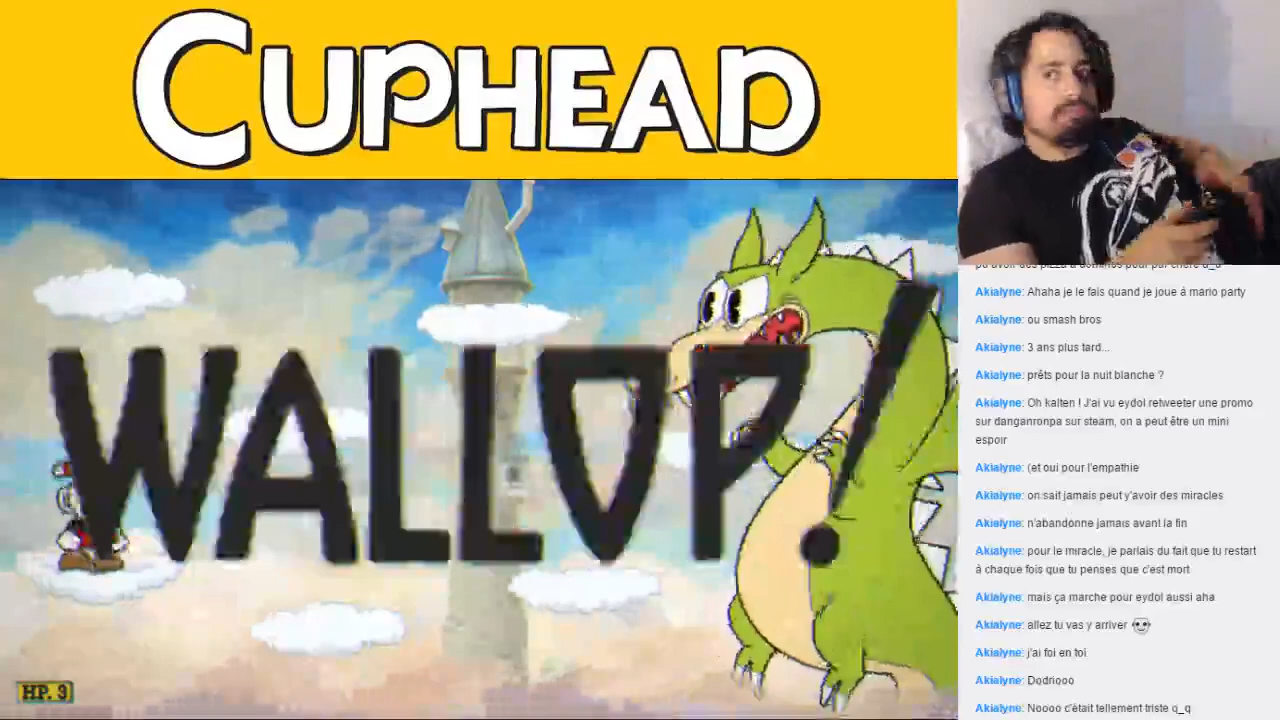 CUPHEAD
WALLOP!
HP. 3
Akialyne: Ahaha je le fais quand je joue à mario party
Akialyne: ou smash bros
Akialyne: 3 ans plus tard...
Akialyne: prêts pour la nuit blanche ?
Akialyne: Oh kalten ! J'ai vu eydol retweeter une promo
sur danganronpa sur steam, on a peut être un mini
espoir
Akialyne: (et oui pour l'empathie
Akialyne: on sait jamais peut y'avoir des miracles
Akialyne: n'abandonne jamais avant la fin
Akialyne: pour le miracle, je parlais du fait que tu restart
à chaque fois que tu penses que c'est mort
Akialyne: mais ça marche pour eydol aussi aha
Akialyne: allez tu vas y arriver
Akialyne: j'ai foi en toi
Akialyne: Dodriooo
Akialyne: Noooo c'était tellement triste q_q